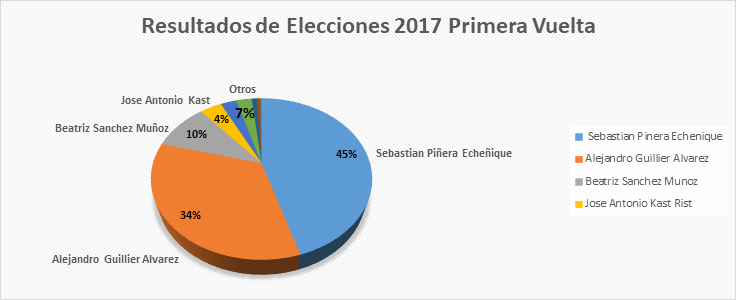 Resultados de Elecciones 2017 Primera Vuelta
Otros
Jose Antonio Kast
7%
4%
Beatriz Sanchez Muñoz
10%
Sebastian Piñera Echeñique
45%
34%
Alejandro Guillier Alvarez
Sebastian Pinera Echenique
Alejandro Guillier Alvarez
Beatriz Sanchez Munoz
Jose Antonio Kast Rist